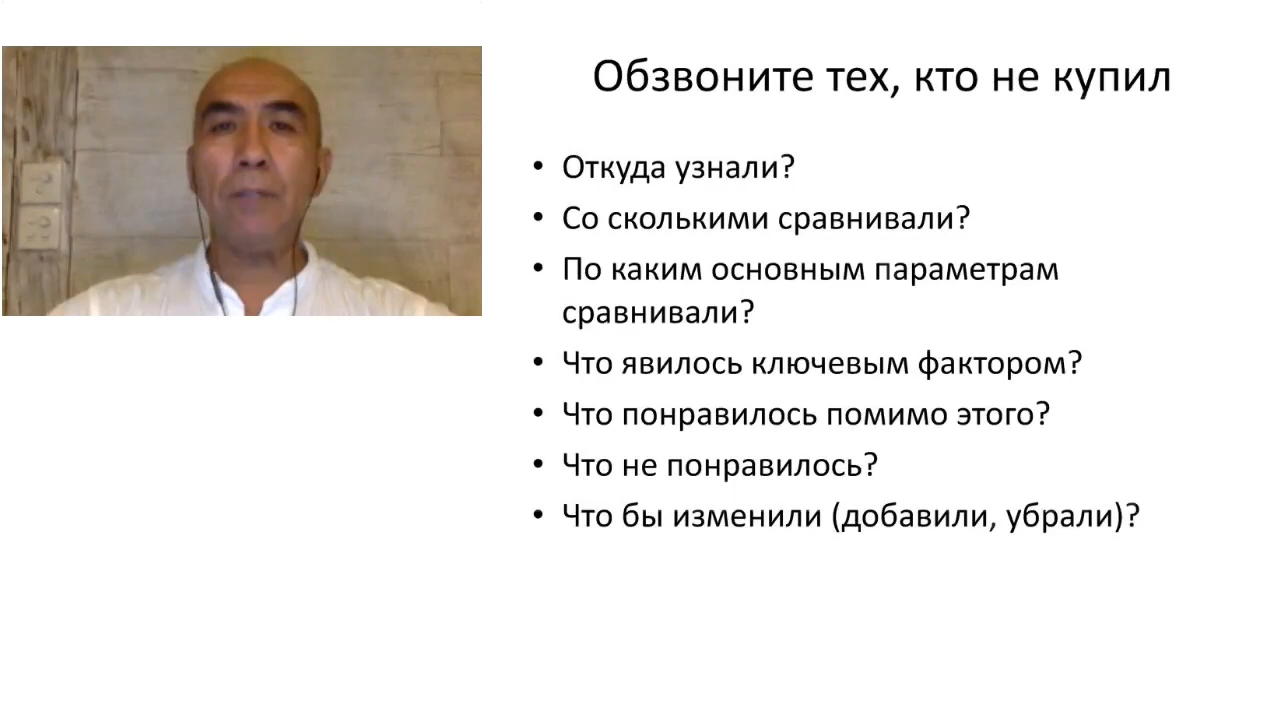 Обзвоните тех, кто не купил
• Откуда узнали?
• Со сколькими сравнивали?
• По каким основным параметрам
сравнивали?
• Что явилось ключевым фактором?
• Что понравилось помимо этого?
• Что не понравилось?
• Что бы изменили (добавили, убрали)?